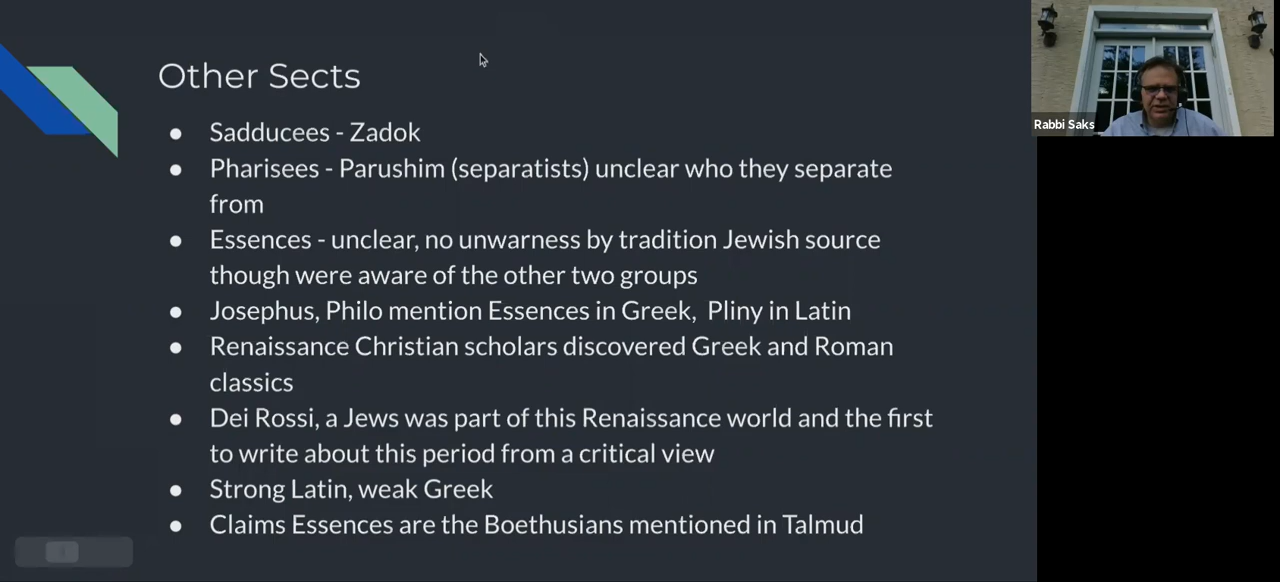 Other Sects
● Sadducees - Zadok
● Pharisees - Parushim (separatists) unclear who they separate
from
● Essences - unclear, no unwarness by tradition Jewish source
though were aware of the other two groups
● Josephus, Philo mention Essences in Greek, Pliny in Latin
● Renaissance Christian scholars discovered Greek and Roman
classics
● Dei Rossi, a Jews was part of this Renaissance world and the first
to write about this period from a critical view
● Strong Latin, weak Greek
● Claims Essences are the Boethusians mentioned in Talmud
Rabbi Saks